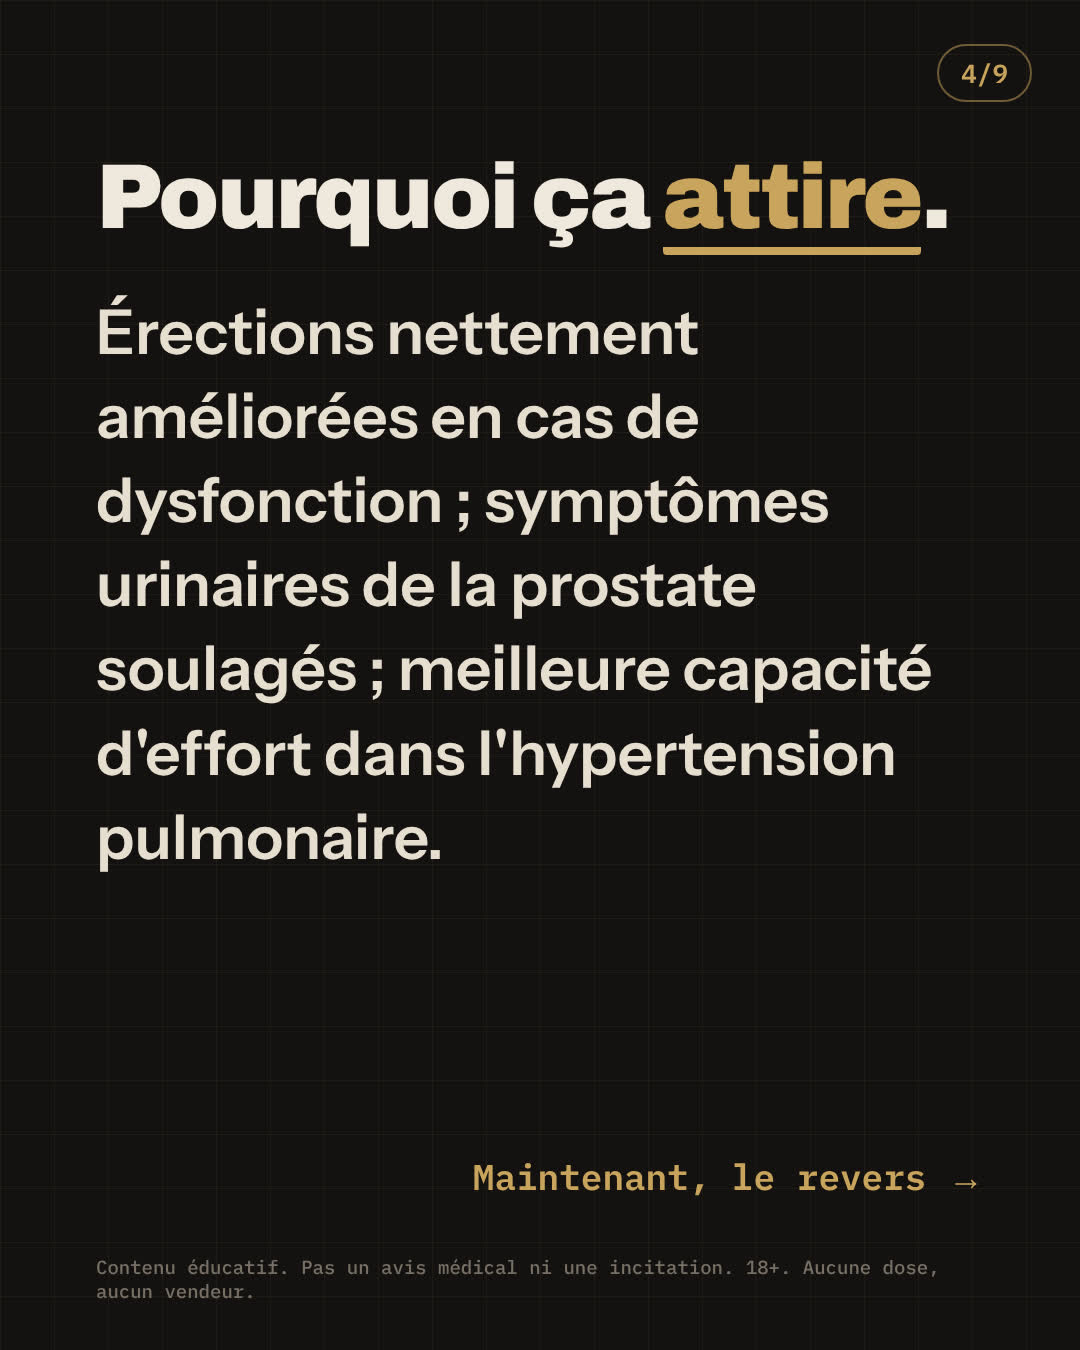 4/9
Pourquoi ça attire.
Érections nettement
améliorées en cas de
dysfonction ; symptômes
urinaires de la prostate
soulagés ; meilleure capacité
d'effort dans l'hypertension
pulmonaire.
Maintenant, le revers →
Contenu éducatif. Pas un avis médical ni une incitation. 18+. Aucune dose,
aucun vendeur.